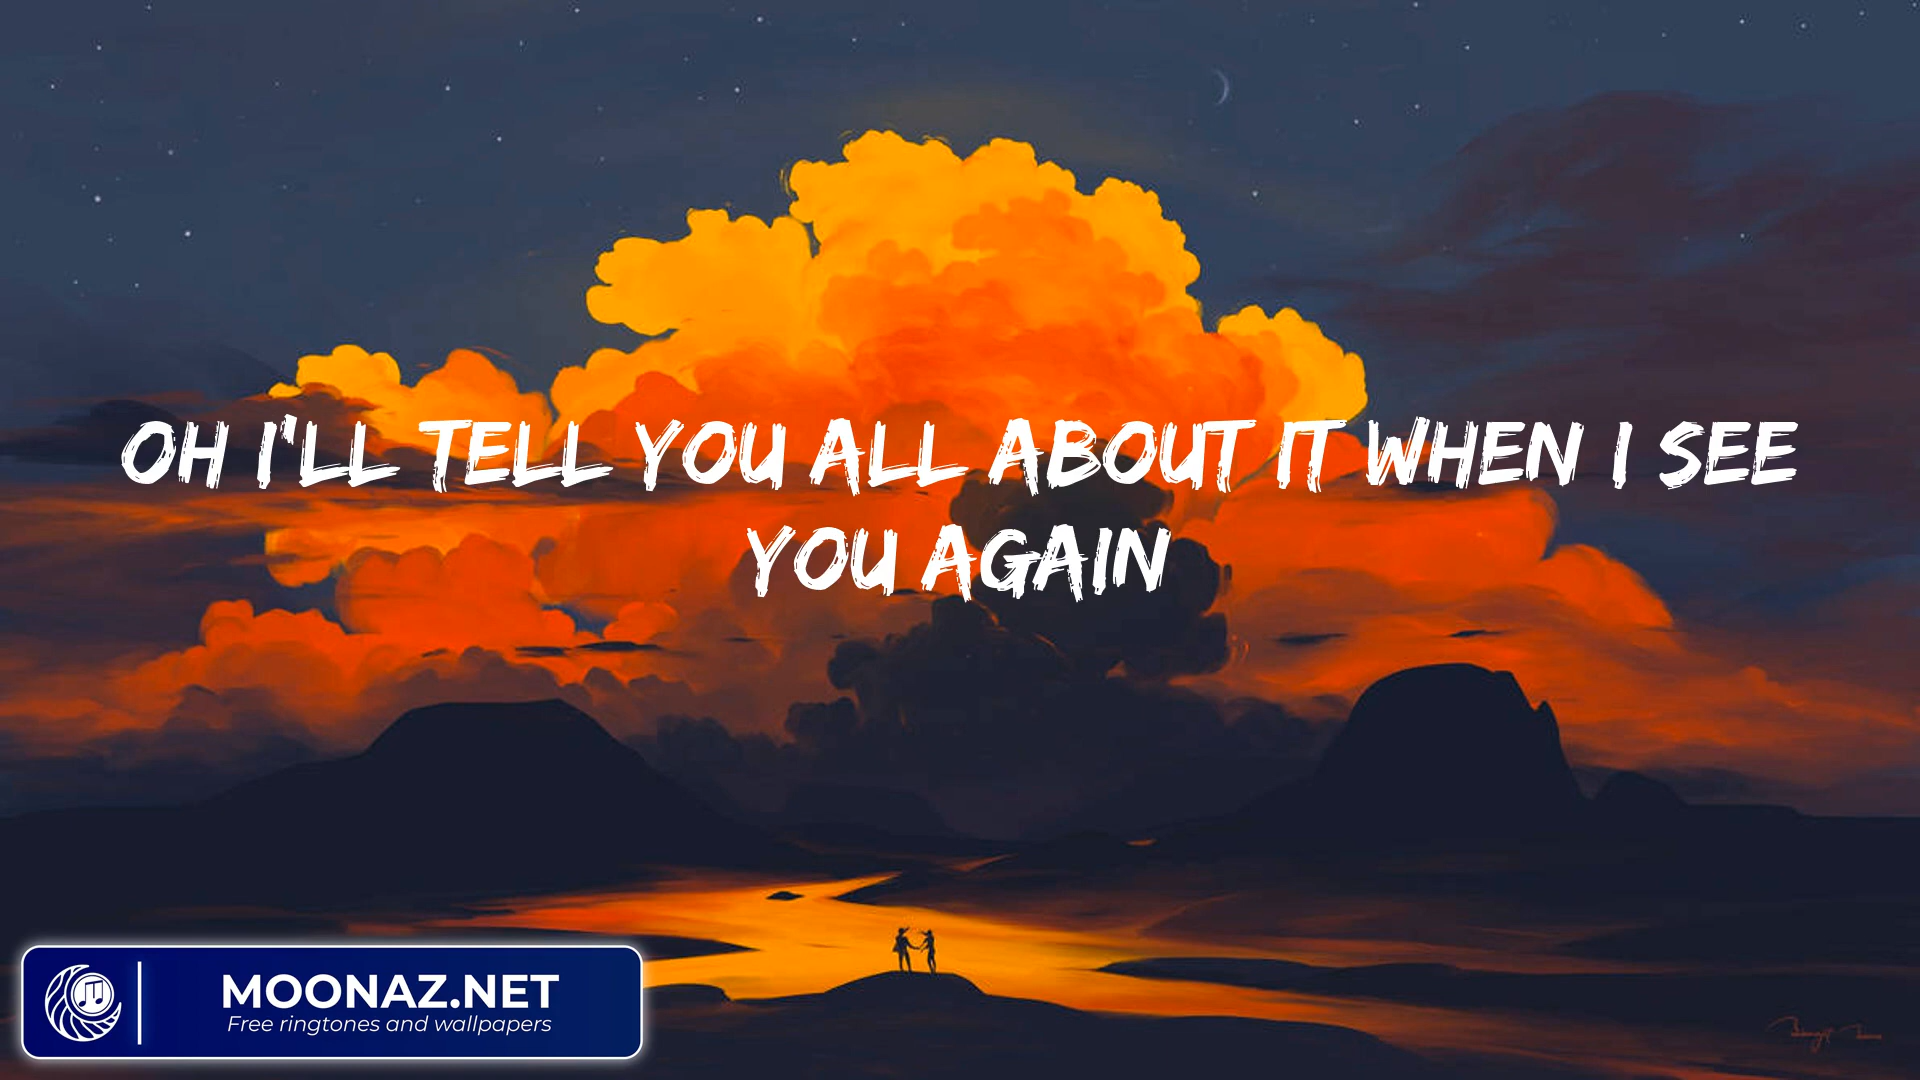 OH I'LL TELL YOU ALL ABOUT IT WHEN I SEE
YOU AGAIN
MOONAZ.NET
Free ringtones and wallpapers